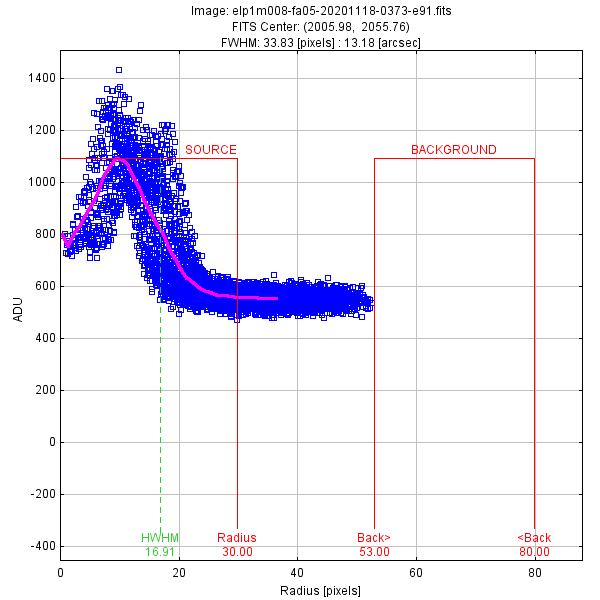 Image: elp1m008-fa05-20201118-0373-e91.fits
FITS Center: (2005.98, 2055.76)
FWHM: 33.83 [pixels] : 13.18 [arcsec]
1400
1200
1000
800
600
400
200
0
-200
-400
ADU
SOURCE
BACKGROUND
HWHM
16.91
Radius
30.00
Back>
53.00
<Back
80.00
0
20
40
60
80
Radius [pixels]